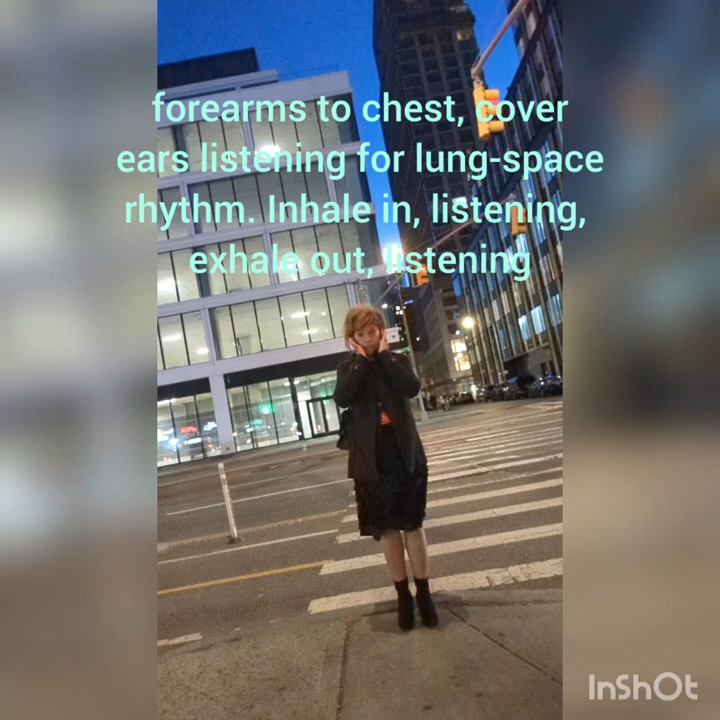 forearms to chest, cover
ears listening for lung-space
rhythm. Inhale in, listening,
exhale out, listening
InShOt